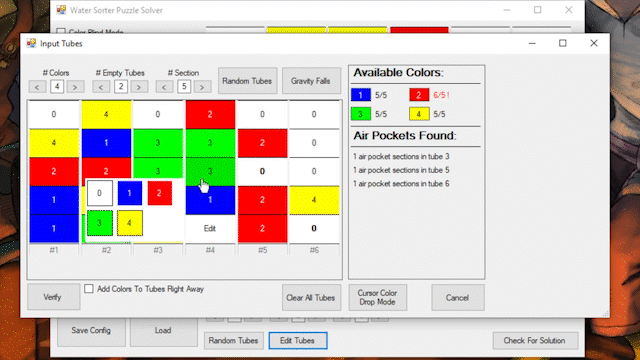 Water Sorter Puzzle Solver
Color Blind Mode
Input Tubes
# Colors # Empty Tubes # Section
< 4 > < 2 > < 5 >
Random Tubes
Gravity Falls
0 4 0 4 0 0
4 1 3 3 2 0
2 2 3 3 0 0
1 1 4
1 Edit 2 0
0 1 2
3 4
#1 #2 #3 #4 #5 #6
Available Colors:
1 5/5 2 6/5!
3 5/5 4 5/5
Air Pockets Found:
1 air pocket sections in tube 3
1 air pocket sections in tube 5
1 air pocket sections in tube 6
Verify
Add Colors To Tubes Right Away
Clear All Tubes
Cursor Color
Drop Mode
Cancel
Save Config
Load
Random Tubes
Edit Tubes
Check For Solution